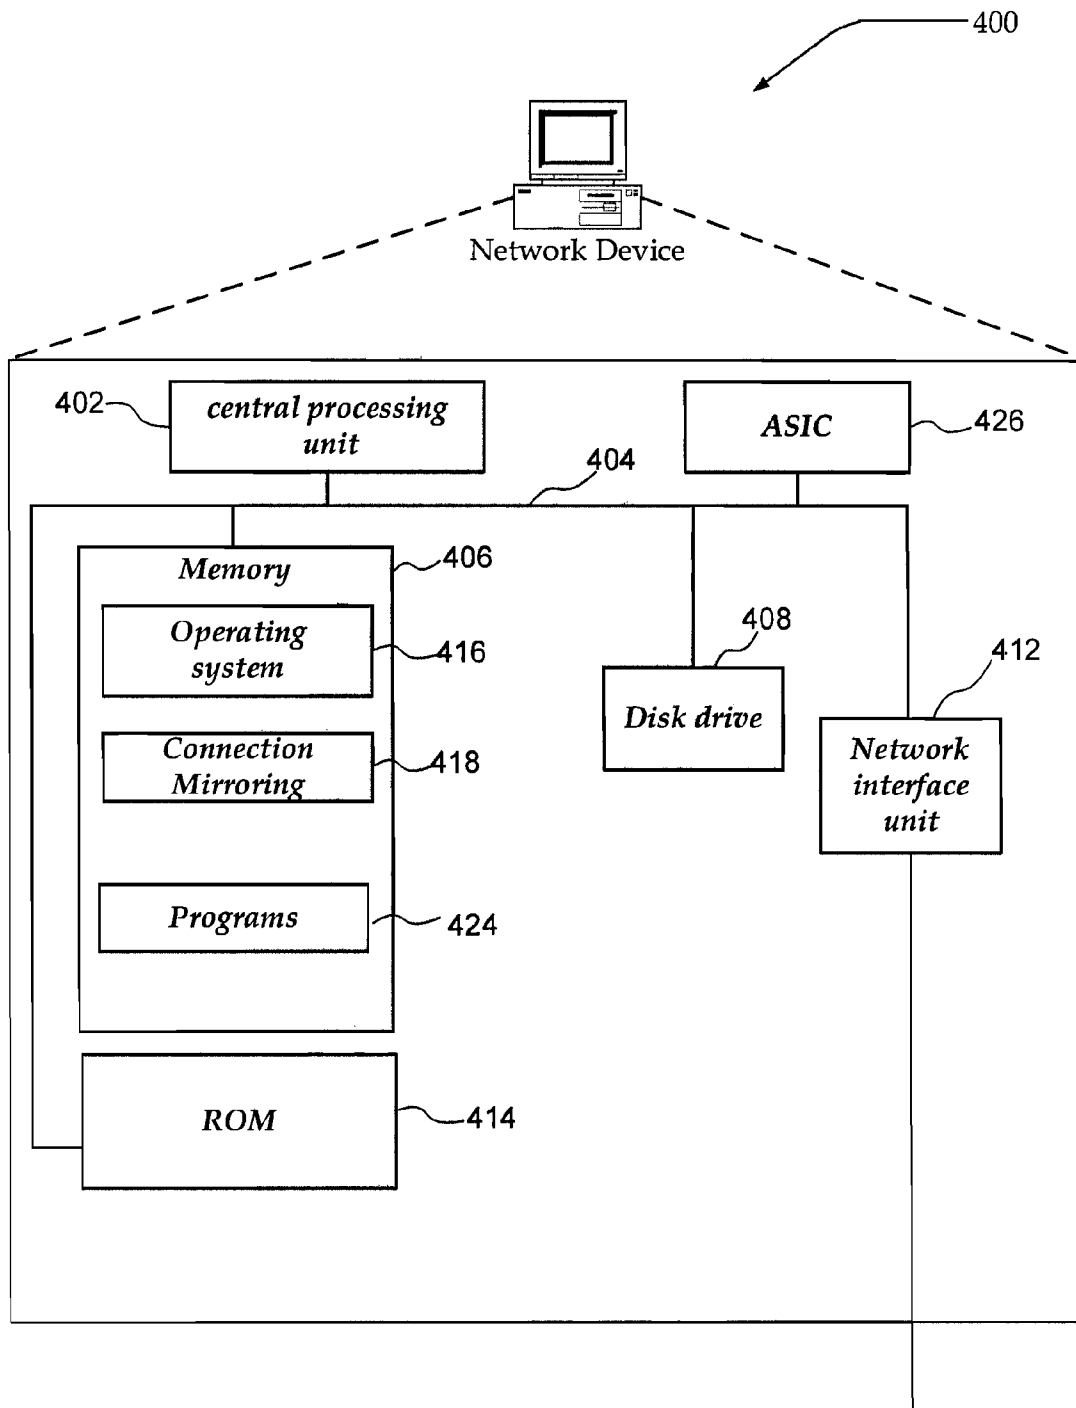 400
Network Device
402
central processing
unit
ASIC
426
404
Memory
406
Operating
system
416
408
412
Disk drive
Connection
Mirroring
418
Network
interface
unit
Programs
424
ROM
414